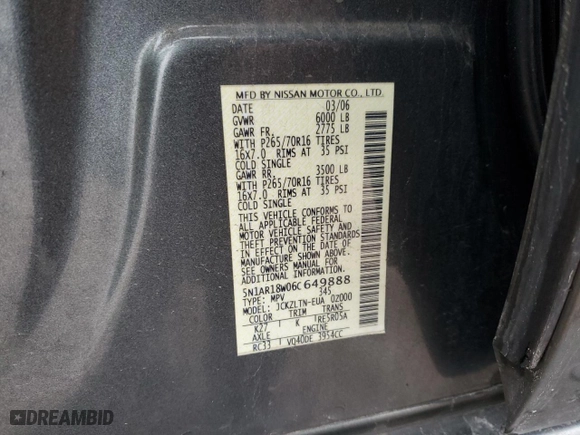 MFD BY NISSAN MOTOR CO., LTD
DATE 03/06
GVWR 6000 LB
GAWR FR. 2775 LB
WITH P265/70R16 TIRES
16X7.0 RIMS AT 35 PSI
COLD SINGLE
GAWR RR. 3500 LB
WITH P265/70R16 TIRES
16X7.0 RIMS AT 35 PSI
COLD SINGLE
THIS VEHICLE CONFORMS TO
ALL APPLICABLE FEDERAL
MOTOR VEHICLE SAFETY AND
THEFT PREVENTION STANDARDS
IN EFFECT ON THE DATE OF
MANUFACTURE SHOWN ABOVE.
SEE OWNERS MANUAL FOR
ADDITIONAL INFORMATION.
5N1AR18W06C649888
TYPE: MPV 345
MODEL: JCKZLTN-EUA 02000
COLOR TRIM TRANS
K27 K RE5R05A
AXLE ENGINE
RC33 VQ40DE 3954CC
DREAMBID